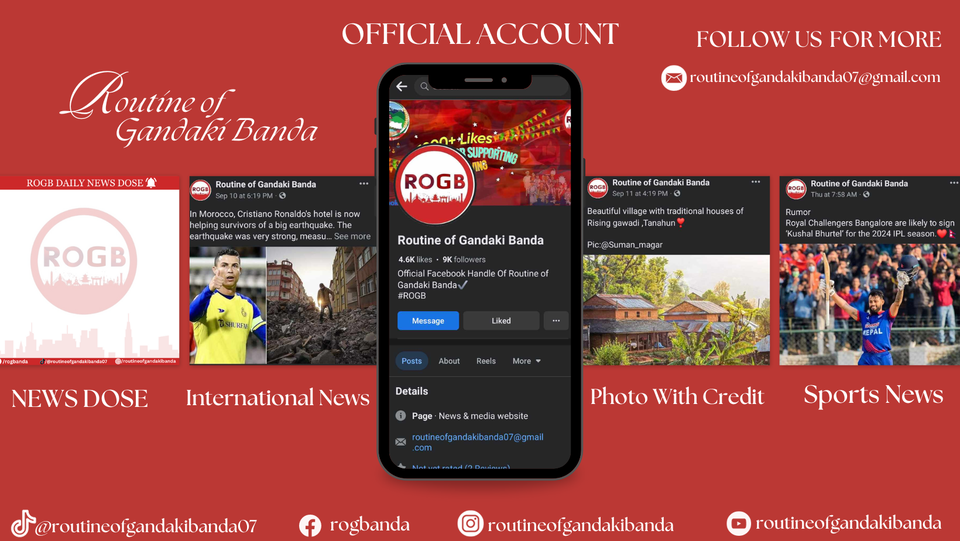 OFFICIAL ACCOUNT
FOLLOW US FOR MORE
routineofgandakibanda07@gmail.com
Routine of
Gandaki Banda
ROGB DAILY NEWS DOSE
ROGB
/rogbanda @routineofgandakibanda07 @/routineofgandakibanda
NEWS DOSE
ROGB
Routine of Gandaki Banda
Sep 10 at 6:19 PM ·
In Morocco, Cristiano Ronaldo's hotel is now
helping survivors of a big earthquake. The
earthquake was very strong, measu... See more
International News
Likes
SUPPORTING
ROGB
Routine of Gandaki Banda
4.6K likes • 9K followers
Official Facebook Handle Of Routine of
Gandaki Banda✓
#ROGB
Message
Liked
...
Posts
About
Reels
More
Details
Page · News & media website
routineofgandakibanda07@gmail
.com
Not yet rated (2 Reviews)
ROGB
Routine of Gandaki Banda
Sep 11 at 4:19 PM ·
Beautiful village with traditional houses of
Rising gawadi ,Tanahun❣️
Pic:@Suman_magar
Photo With Credit
ROGB
Routine of Gandaki Banda
Thu at 7:58 AM ·
Rumor
Royal Challengers Bangalore are likely to sign
'Kushal Bhurtel' for the 2024 IPL season.❤️🇳🇵
NEPAL
Sports News
@routineofgandakibanda07
rogbanda
routineofgandakibanda
routineofgandakibanda